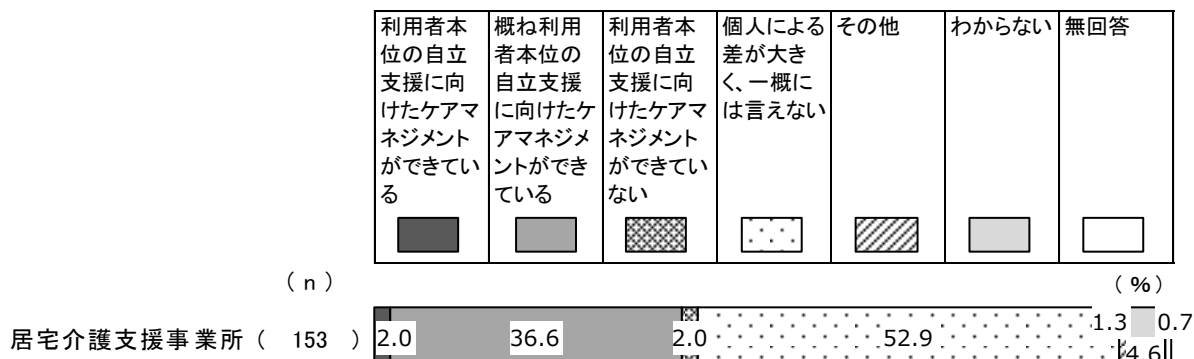 利用者本
位の自立
支援に向
けたケアマ
ネジメント
ができてい
る
概ね利用
者本位の
自立支援
に向けたケ
アマネジメ
ントができ
ている
利用者本
位の自立
支援に向
けたケアマ
ネジメント
ができてい
ない
個人による
差が大き
く、一概に
は言えない
その他
わからない
無回答
(n)
(%)
居宅介護支援事業所( 153 )
2.0 36.6 2.0 52.9 1.3 4.6 0.7